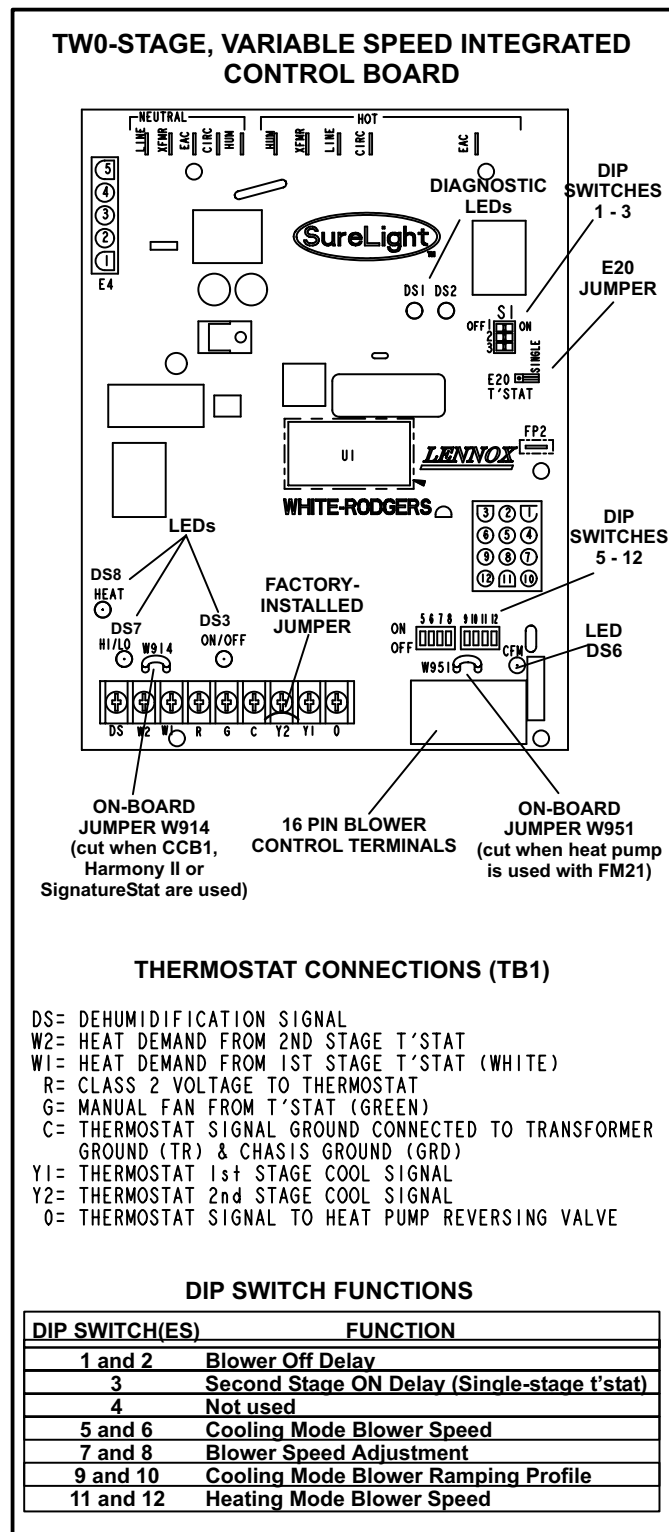 TW0-STAGE, VARIABLE SPEED INTEGRATED
CONTROL BOARD
NEUTRAL
HOT
LINE
XFMR
EAC
CIRC
HUM
HUM
XFMR
LINE
CIRC
EAC
5
4
3
2
1
E4
DIAGNOSTIC
LEDs
DIP
SWITCHES
1 - 3
SureLight™
DS1 DS2
S1
OFF 1 ON
2
3
E20
JUMPER
SINGLE
E20
T'STAT
FP2
U1
LENNOX
WHITE-RODGERS
3 2 1
6 5 4
9 8 7
12 11 10
DIP
SWITCHES
5 - 12
LEDs
DS8
HEAT
DS7
HI/LO
W914
DS3
ON/OFF
FACTORY-
INSTALLED
JUMPER
5 6 7 8 9 10 11 12
ON
OFF
W951
CFM
LED
DS6
DS W2 W1 R G C Y2 Y1 O
ON-BOARD
JUMPER W914
(cut when CCB1,
Harmony II or
SignatureStat are used)
16 PIN BLOWER
CONTROL TERMINALS
ON-BOARD
JUMPER W951
(cut when heat pump
is used with FM21)
THERMOSTAT CONNECTIONS (TB1)
DS= DEHUMIDIFICATION SIGNAL
W2= HEAT DEMAND FROM 2ND STAGE T'STAT
W1= HEAT DEMAND FROM 1ST STAGE T'STAT (WHITE)
R= CLASS 2 VOLTAGE TO THERMOSTAT
G= MANUAL FAN FROM T'STAT (GREEN)
C= THERMOSTAT SIGNAL GROUND CONNECTED TO TRANSFORMER
GROUND (TR) & CHASIS GROUND (GRD)
Y1= THERMOSTAT 1st STAGE COOL SIGNAL
Y2= THERMOSTAT 2nd STAGE COOL SIGNAL
O= THERMOSTAT SIGNAL TO HEAT PUMP REVERSING VALVE
DIP SWITCH FUNCTIONS
DIP SWITCH(ES) FUNCTION
1 and 2 Blower Off Delay
3 Second Stage ON Delay (Single-stage t'stat)
4 Not used
5 and 6 Cooling Mode Blower Speed
7 and 8 Blower Speed Adjustment
9 and 10 Cooling Mode Blower Ramping Profile
11 and 12 Heating Mode Blower Speed